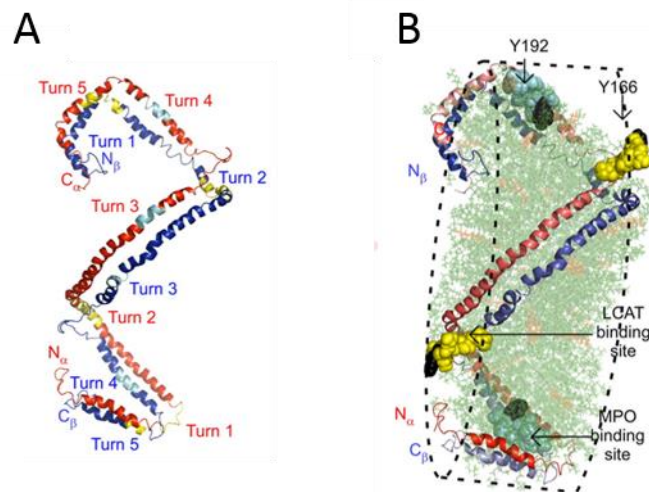 A
B
Turn 5
Turn 4
Turn 1
Nβ
Cα
Turn 2
Turn 3
Turn 3
Turn 2
Nα
Turn 4
Cβ
Turn 5
Turn 1
Y192
Y166
Nβ
LCAT
binding
site
Nα
Cβ
MPO
binding
site